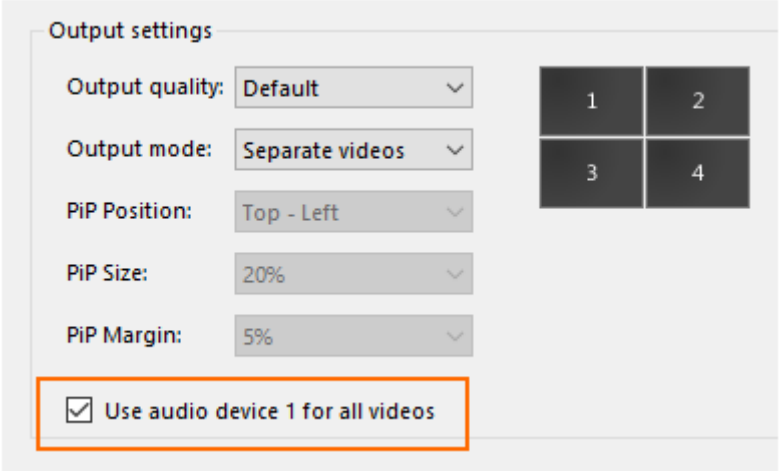 Output settings
Output quality: Default
1 2
Output mode: Separate videos
3 4
PiP Position: Top - Left
PiP Size: 20%
PiP Margin: 5%
Use audio device 1 for all videos